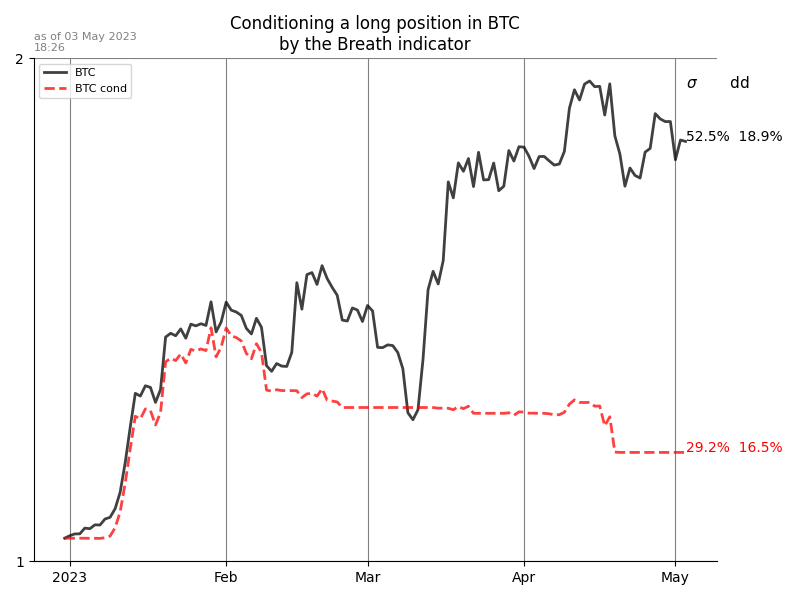 Conditioning a long position in BTC
by the Breath indicator
as of 03 May 2023
18:26
2
BTC
BTC cond
σ dd
52.5% 18.9%
29.2% 16.5%
1
2023 Feb Mar Apr May